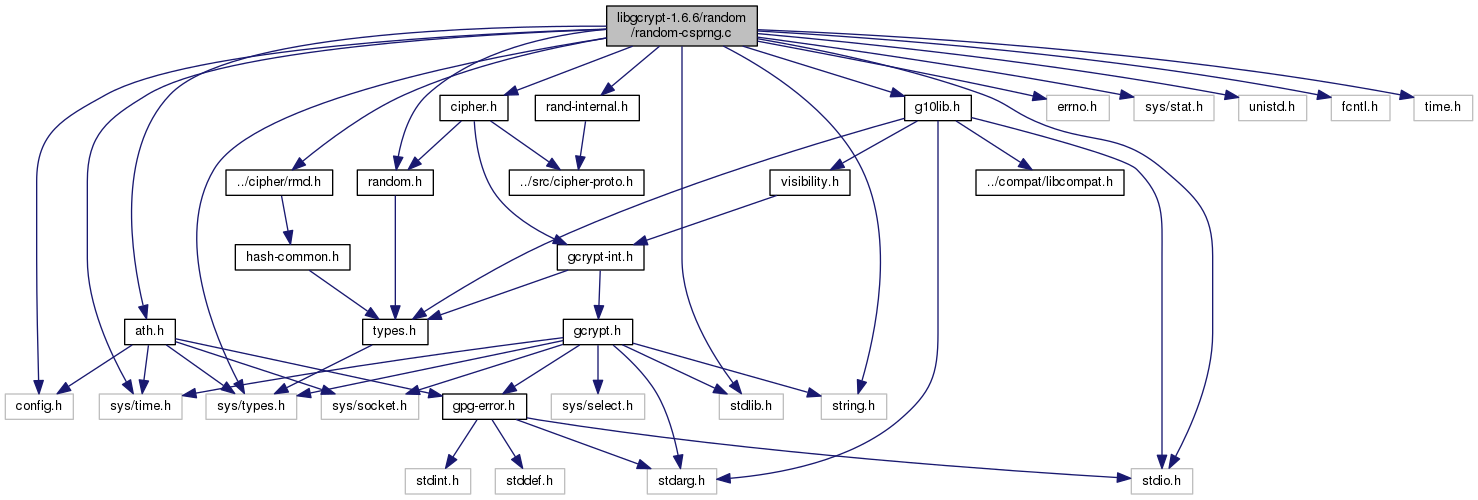 libgcrypt-1.6.6/random
/random-csprng.c
cipher.h
rand-internal.h
g10lib.h
errno.h
sys/stat.h
unistd.h
fcntl.h
time.h
../cipher/rmd.h
random.h
../src/cipher-proto.h
visibility.h
../compat/libcompat.h
hash-common.h
gcrypt-int.h
ath.h
types.h
gcrypt.h
config.h
sys/time.h
sys/types.h
sys/socket.h
gpg-error.h
sys/select.h
stdlib.h
string.h
stdint.h
stddef.h
stdarg.h
stdio.h